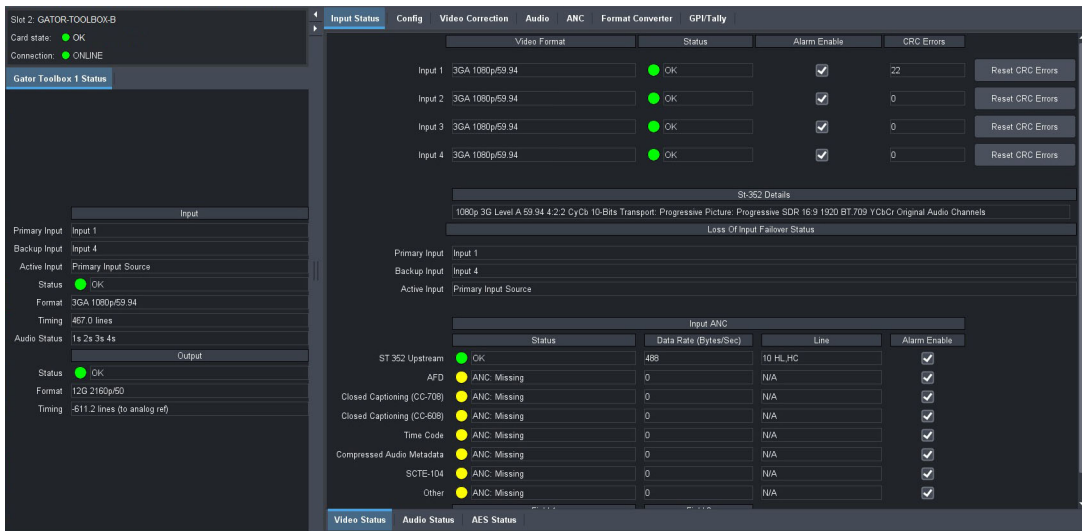 Slot 2: GATOR-TOOLBOX-B
Card state: OK
Connection: ONLINE
Gator Toolbox 1 Status
Input
Primary Input Input 1
Backup Input Input 4
Active Input Primary Input Source
Status OK
Format 3GA 1080p/59.94
Timing 467.0 lines
Audio Status 1s 2s 3s 4s
Output
Status OK
Format 12G 2160p/50
Timing -611.2 lines (to analog ref)
Input Status Config Video Correction Audio ANC Format Converter GPI/Tally
Video Format Status Alarm Enable CRC Errors
Input 1 3GA 1080p/59.94 OK 22 Reset CRC Errors
Input 2 3GA 1080p/59.94 OK 0 Reset CRC Errors
Input 3 3GA 1080p/59.94 OK 0 Reset CRC Errors
Input 4 3GA 1080p/59.94 OK 0 Reset CRC Errors
St-352 Details
1080p 3G Level A 59.94 4:2:2 CyCb 10-Bits Transport: Progressive Picture: Progressive SDR 16:9 1920 BT.709 YCbCr Original Audio Channels
Loss Of Input Failover Status
Primary Input Input 1
Backup Input Input 4
Active Input Primary Input Source
Input ANC
Status Data Rate (Bytes/Sec) Line Alarm Enable
ST 352 Upstream OK 488 10 HL,HC
AFD ANC: Missing 0 N/A
Closed Captioning (CC-708) ANC: Missing 0 N/A
Closed Captioning (CC-608) ANC: Missing 0 N/A
Time Code ANC: Missing 0 N/A
Compressed Audio Metadata ANC: Missing 0 N/A
SCTE-104 ANC: Missing 0 N/A
Other ANC: Missing 0 N/A
Video Status Audio Status AES Status